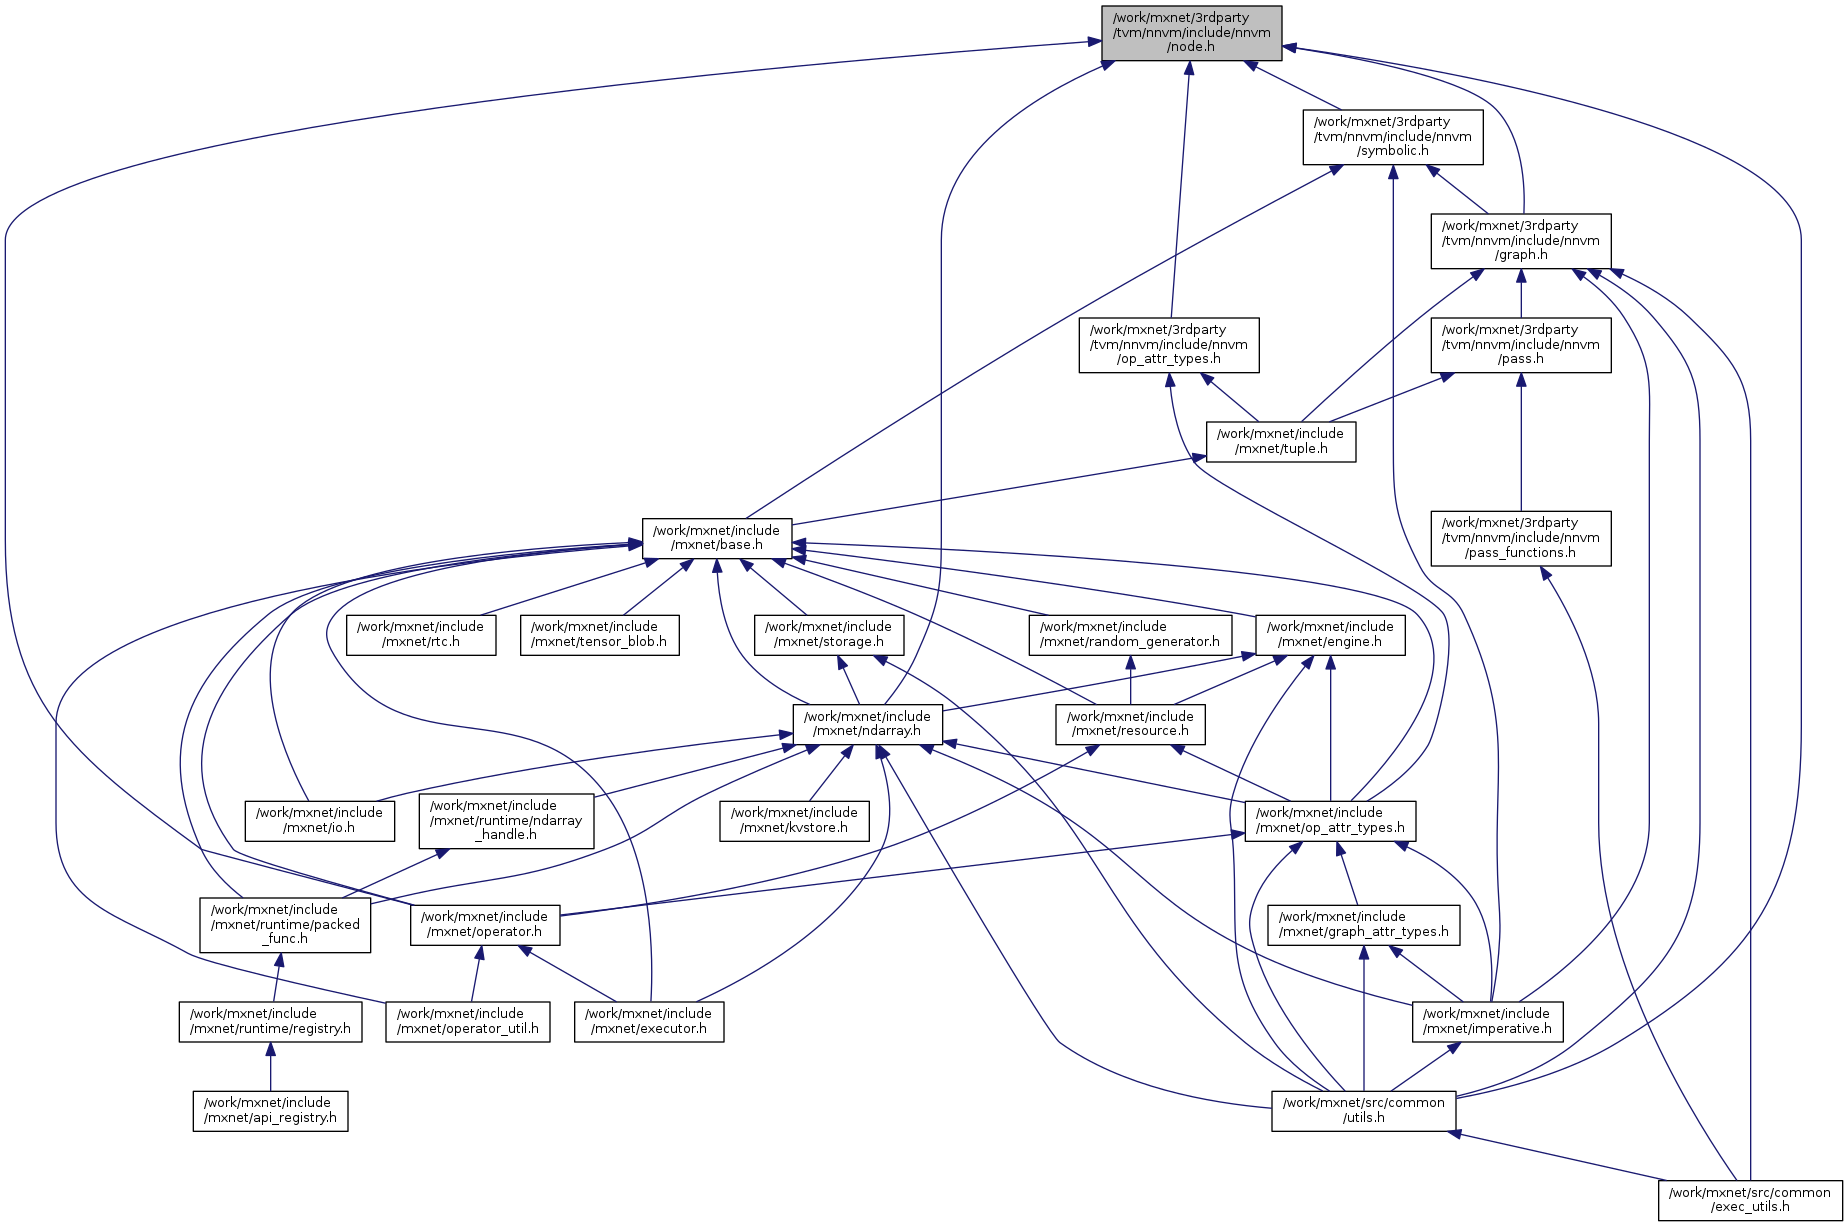 /work/mxnet/3rdparty
/tvm/nnvm/include/nnvm
/node.h
/work/mxnet/3rdparty
/tvm/nnvm/include/nnvm
/symbolic.h
/work/mxnet/3rdparty
/tvm/nnvm/include/nnvm
/graph.h
/work/mxnet/3rdparty
/tvm/nnvm/include/nnvm
/op_attr_types.h
/work/mxnet/3rdparty
/tvm/nnvm/include/nnvm
/pass.h
/work/mxnet/include
/mxnet/tuple.h
/work/mxnet/include
/mxnet/base.h
/work/mxnet/3rdparty
/tvm/nnvm/include/nnvm
/pass_functions.h
/work/mxnet/include
/mxnet/rtc.h
/work/mxnet/include
/mxnet/tensor_blob.h
/work/mxnet/include
/mxnet/storage.h
/work/mxnet/include
/mxnet/random_generator.h
/work/mxnet/include
/mxnet/engine.h
/work/mxnet/include
/mxnet/ndarray.h
/work/mxnet/include
/mxnet/resource.h
/work/mxnet/include
/mxnet/io.h
/work/mxnet/include
/mxnet/runtime/ndarray
_handle.h
/work/mxnet/include
/mxnet/kvstore.h
/work/mxnet/include
/mxnet/op_attr_types.h
/work/mxnet/include
/mxnet/runtime/packed
_func.h
/work/mxnet/include
/mxnet/operator.h
/work/mxnet/include
/mxnet/graph_attr_types.h
/work/mxnet/include
/mxnet/runtime/registry.h
/work/mxnet/include
/mxnet/operator_util.h
/work/mxnet/include
/mxnet/executor.h
/work/mxnet/include
/mxnet/imperative.h
/work/mxnet/include
/mxnet/api_registry.h
/work/mxnet/src/common
/utils.h
/work/mxnet/src/common
/exec_utils.h